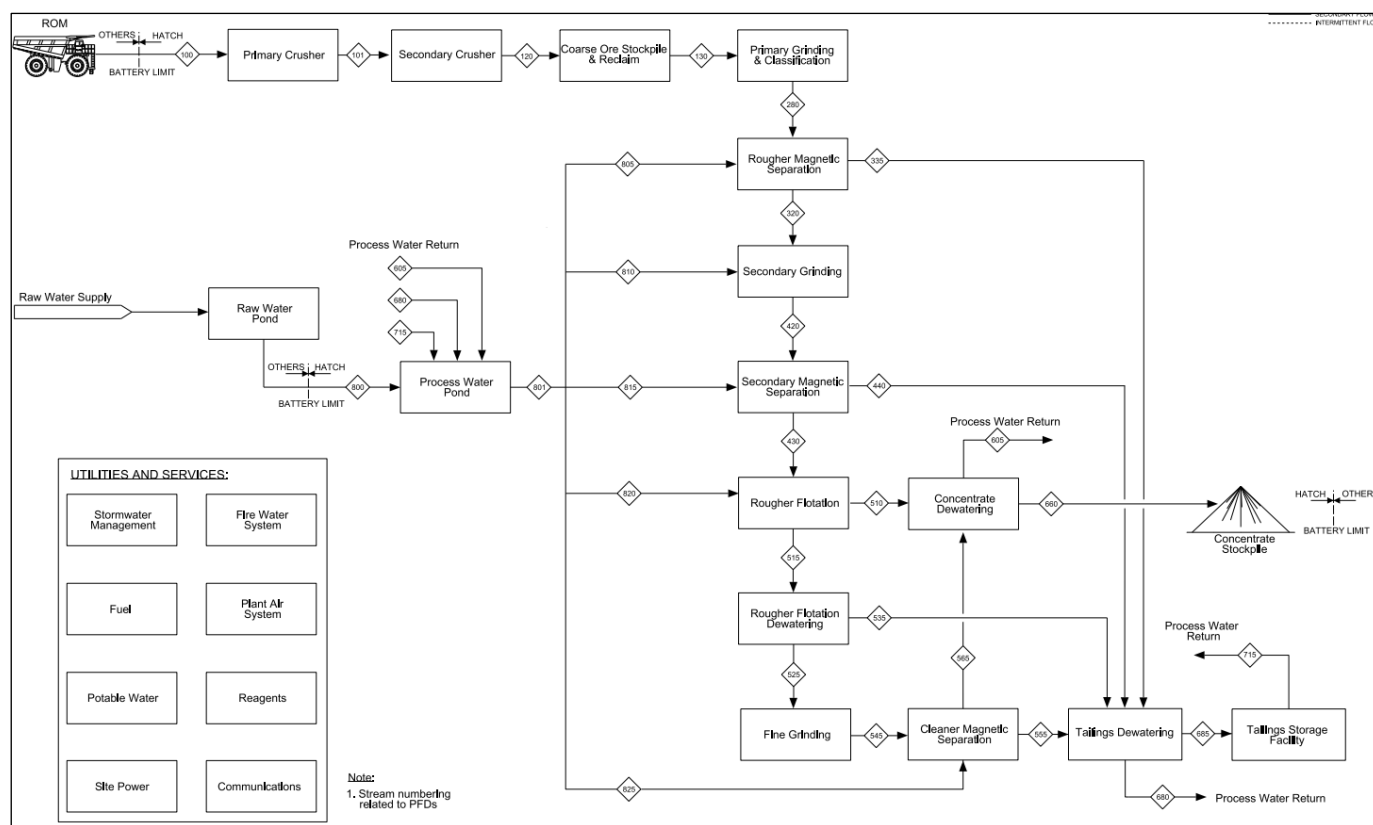 SECONDARY FLOW
INTERMITTENT FLO
ROM
OTHERS
HATCH
BATTERY LIMIT
100
Primary Crusher
101
Secondary Crusher
120
Coarse Ore Stockpile
& Reclaim
130
Primary Grinding
& Classification
280
805
Rougher Magnetic
Separation
335
320
Process Water Return
605
810
Secondary Grinding
680
Raw Water Supply
Raw Water
Pond
715
420
OTHERS
HATCH
BATTERY LIMIT
800
Process Water
Pond
801
815
Secondary Magnetic
Separation
440
430
Process Water Return
605
UTILITIES AND SERVICES:
Stormwater
Management
Fire Water
System
Fuel
Plant Air
System
Potable Water
Reagents
Site Power
Communications
820
Rougher Flotation
510
Concentrate
Dewatering
660
Concentrate
Stockpile
HATCH
OTHER
BATTERY LIMIT
515
Rougher Flotation
Dewatering
535
565
Process Water
Return
715
525
Fine Grinding
545
Cleaner Magnetic
Separation
555
Tailings Dewatering
685
Tailings Storage
Facility
825
680
Process Water Return
Note:
1. Stream numbering
related to PFDs